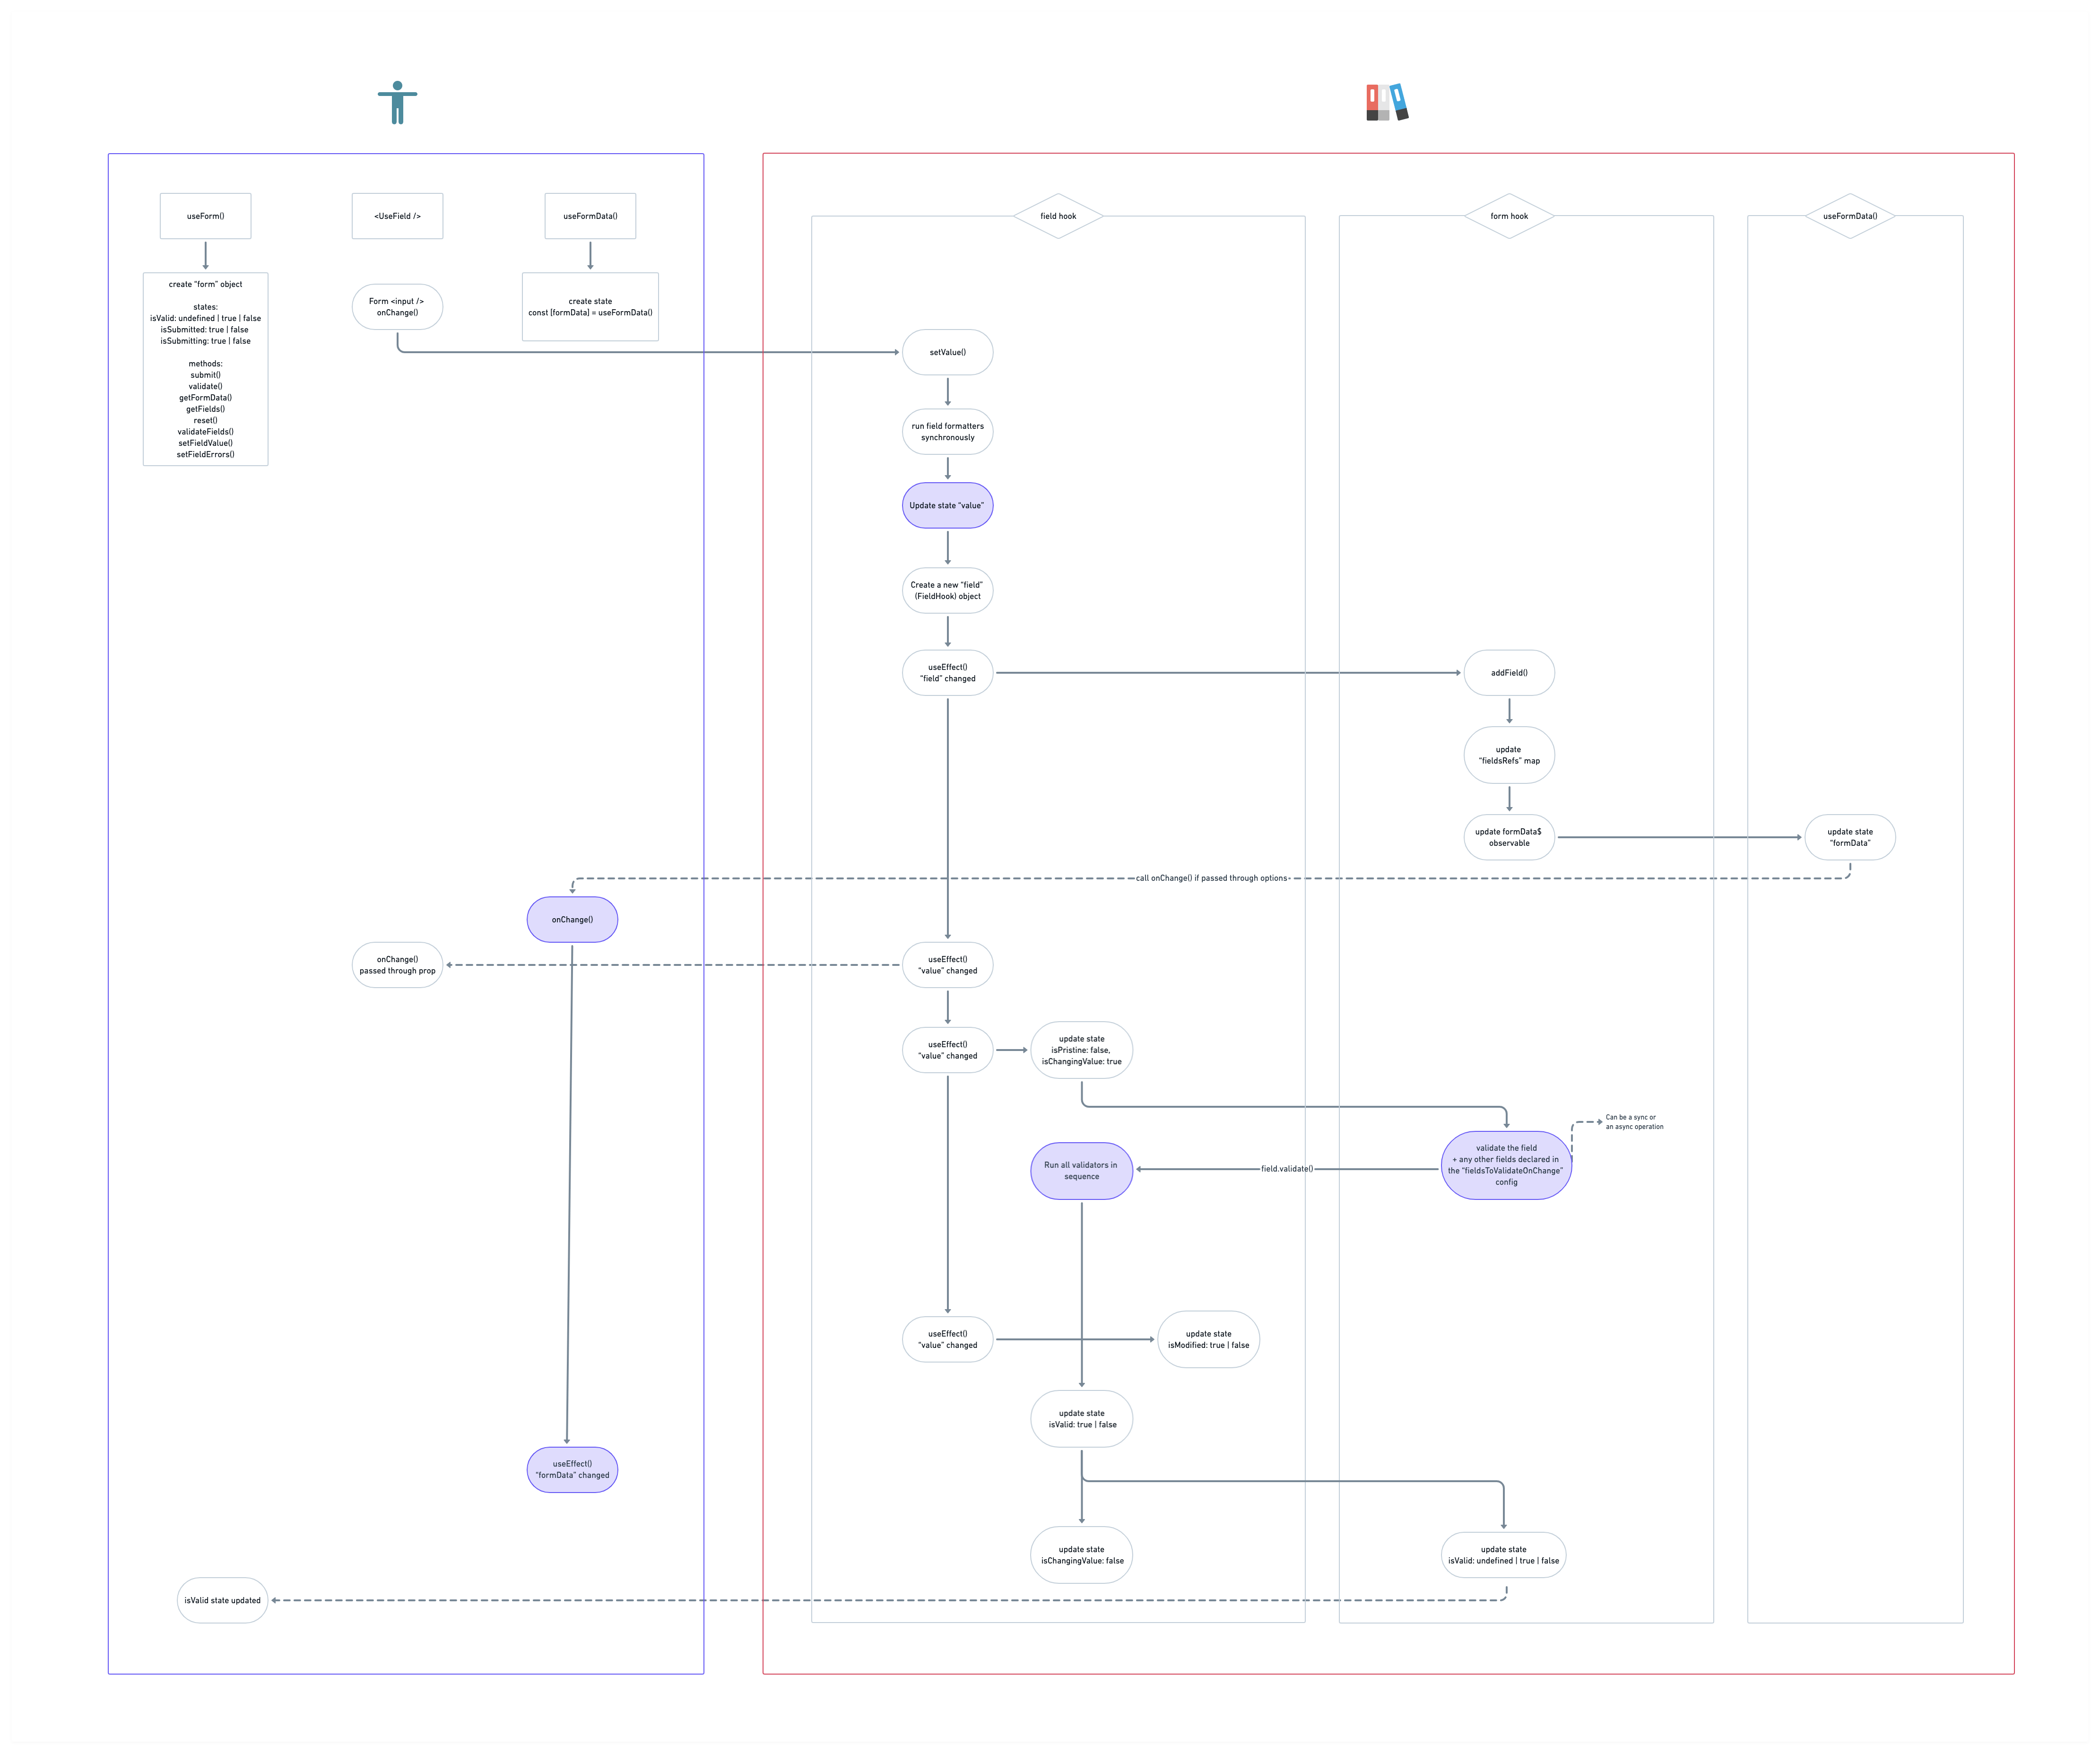 useForm()
<UseField />
useFormData()
field hook
form hook
useFormData()
create “form” object
states:
isValid: undefined | true | false
isSubmitted: true | false
isSubmitting: true | false
methods:
submit()
validate()
getFormData()
getFields()
reset()
validateFields()
setFieldValue()
setFieldErrors()
Form <input />
onChange()
create state
const [formData] = useFormData()
setValue()
run field formatters
synchronously
Update state “value”
Create a new “field”
(FieldHook) object
useEffect()
“field” changed
addField()
update
“fieldsRefs” map
update formData$
observable
update state
“formData”
call onChange() if passed through options
onChange()
onChange()
passed through prop
useEffect()
“value” changed
useEffect()
“value” changed
update state
isPristine: false,
isChangingValue: true
Can be a sync or
an async operation
validate the field
+ any other fields declared in
the “fieldsToValidateOnChange”
config
field.validate()
Run all validators in
sequence
useEffect()
“value” changed
update state
isModified: true | false
update state
isValid: true | false
useEffect()
“formData” changed
update state
isChangingValue: false
update state
isValid: undefined | true | false
isValid state updated